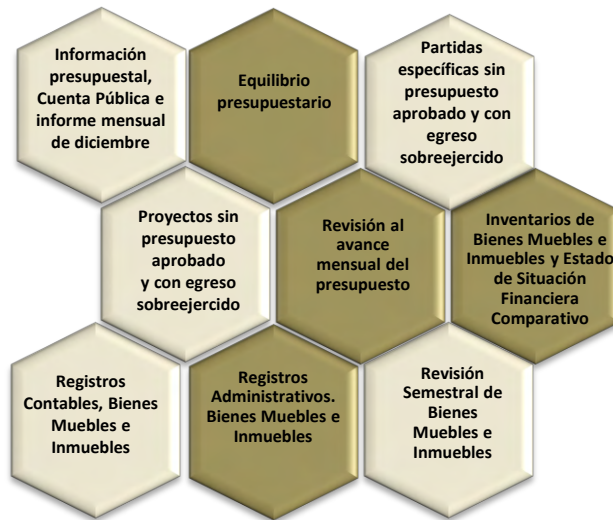 Información
presupuestal,
Cuenta Pública e
informe mensual
de diciembre
Equilibrio
presupuestario
Partidas
específicas sin
presupuesto
aprobado y con
egreso
sobreejercido
Proyectos sin
presupuesto
aprobado
y con egreso
sobreejercido
Revisión al
avance
mensual del
presupuesto
Inventarios de
Bienes Muebles e
Inmuebles y Estado
de Situación
Financiera
Comparativo
Registros
Contables, Bienes
Muebles e
Inmuebles
Registros
Administrativos.
Bienes Muebles e
Inmuebles
Revisión
Semestral de
Bienes
Muebles e
Inmuebles